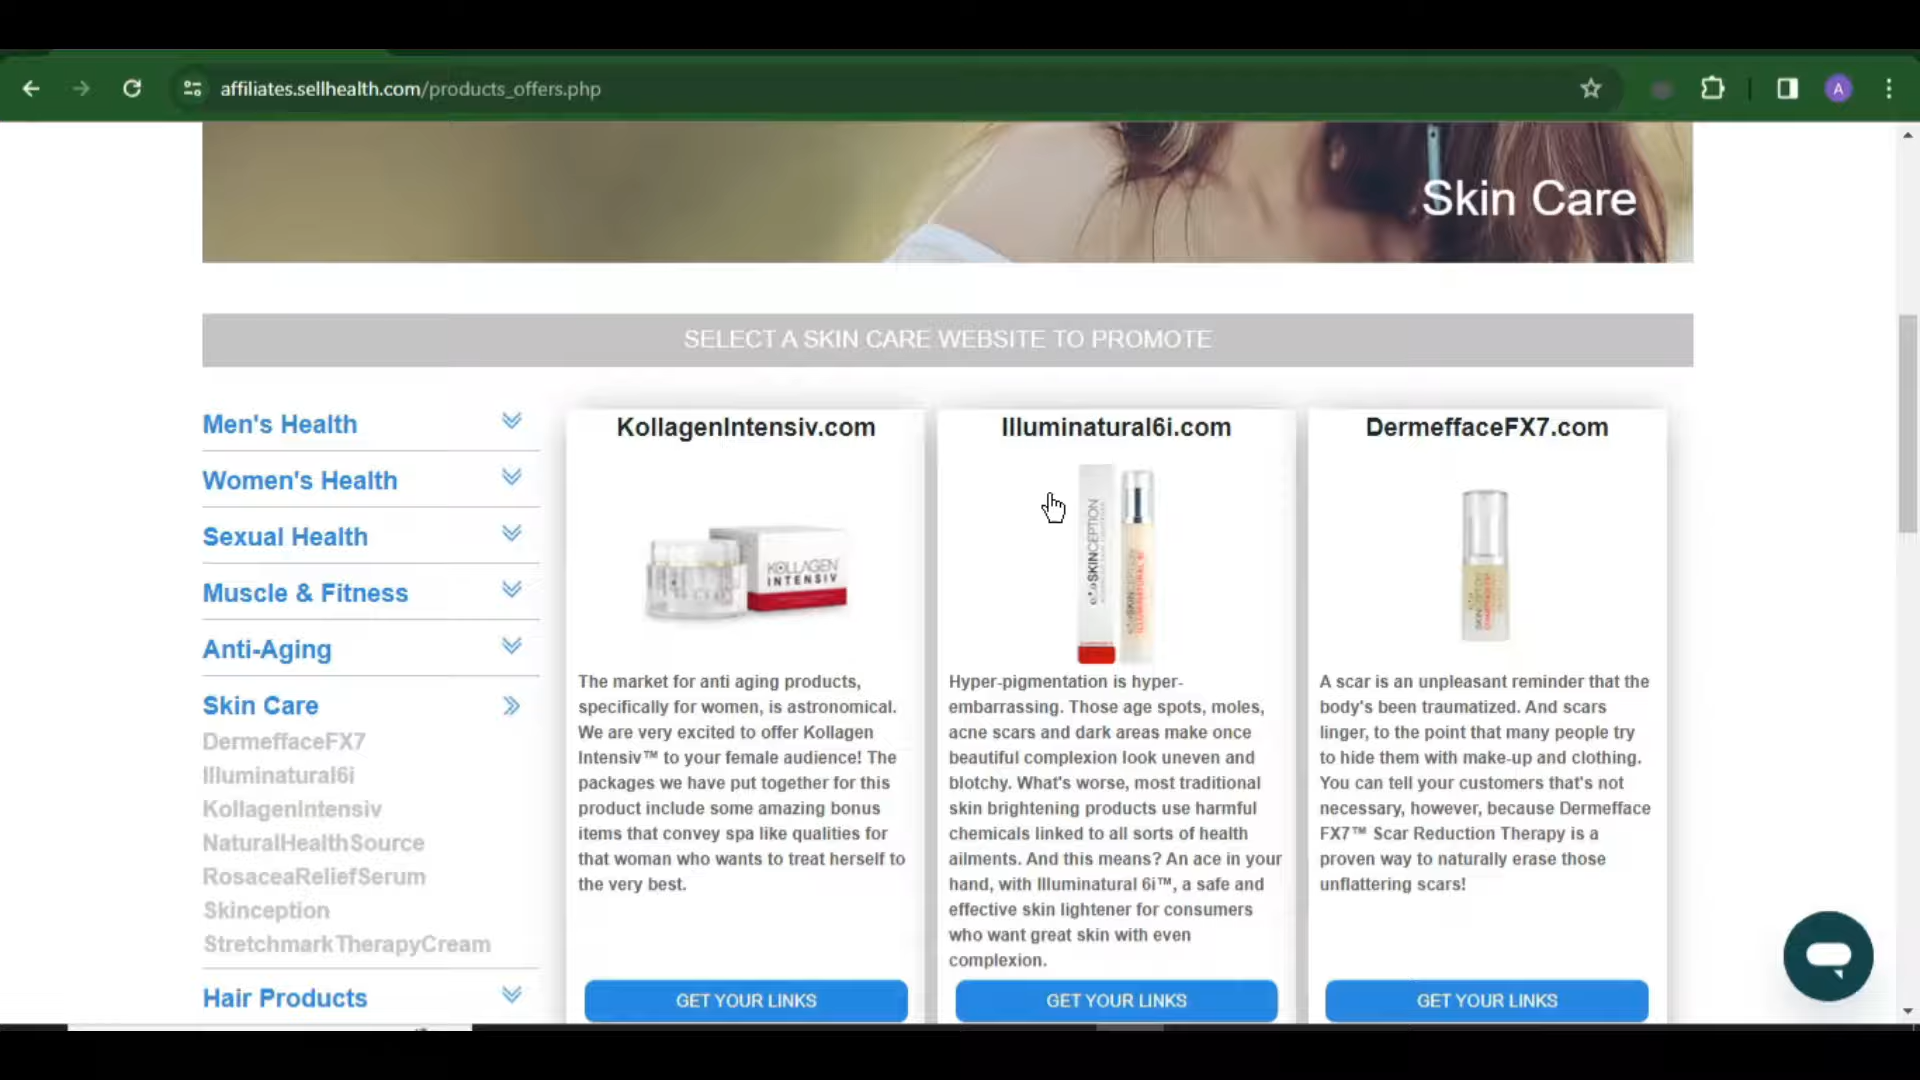 affiliates.sellhealth.com/products_offers.php
A
Skin Care
SELECT A SKIN CARE WEBSITE TO PROMOTE
Men's Health
Women's Health
Sexual Health
Muscle & Fitness
Anti-Aging
Skin Care
DermeffaceFX7
Illuminatural6i
KollagenIntensiv
NaturalHealthSource
RosaceaReliefSerum
Skinception
StretchmarkTherapyCream
Hair Products
KollagenIntensiv.com
KOLLAGEN
INTENSIV
The market for anti aging products,
specifically for women, is astronomical.
We are very excited to offer Kollagen
Intensiv™ to your female audience! The
packages we have put together for this
product include some amazing bonus
items that convey spa like qualities for
that woman who wants to treat herself to
the very best.
GET YOUR LINKS
Illuminatural6i.com
SKINCEPTION
Hyper-pigmentation is hyper-
embarrassing. Those age spots, moles,
acne scars and dark areas make once
beautiful complexion look uneven and
blotchy. What's worse, most traditional
skin brightening products use harmful
chemicals linked to all sorts of health
ailments. And this means? An ace in your
hand, with Illuminatural 6i™, a safe and
effective skin lightener for consumers
who want great skin with even
complexion.
GET YOUR LINKS
DermeffaceFX7.com
A scar is an unpleasant reminder that the
body's been traumatized. And scars
linger, to the point that many people try
to hide them with make-up and clothing.
You can tell your customers that's not
necessary, however, because Dermefface
FX7™ Scar Reduction Therapy is a
proven way to naturally erase those
unflattering scars!
GET YOUR LINKS